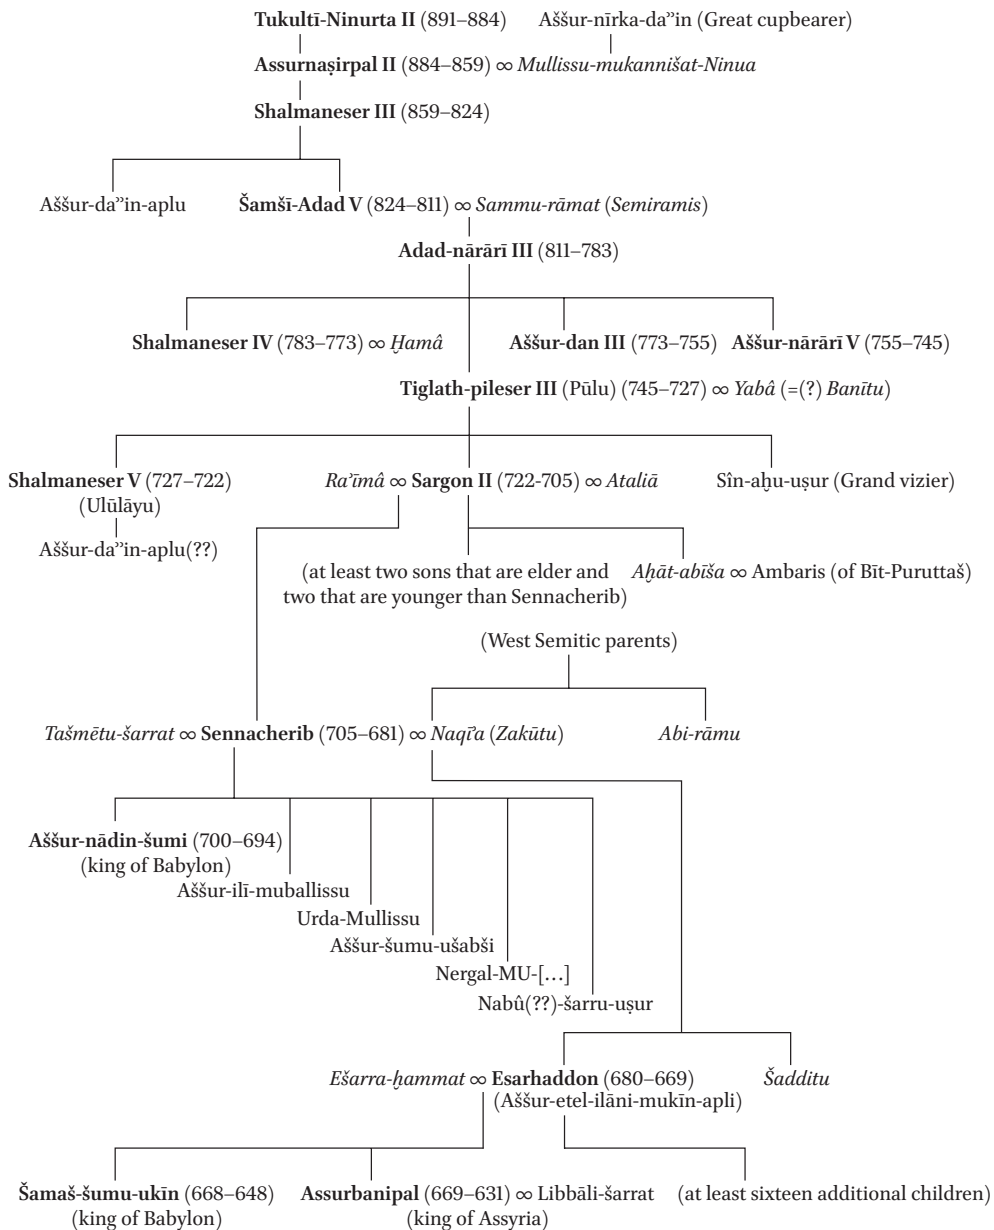 Tukultī-Ninurta II (891–884) Aššur-nīrka-da’’in (Great cupbearer)
Assurnaṣirpal II (884–859) ∞ Mullissu-mukannišat-Ninua
Shalmaneser III (859–824)
Aššur-da’’in-aplu Šamšī-Adad V (824–811) ∞ Sammu-rāmat (Semiramis)
Adad-nārārī III (811–783)
Shalmaneser IV (783–773) ∞ Ḫamâ Aššur-dan III (773–755) Aššur-nārārī V (755–745)
Tiglath-pileser III (Pūlu) (745–727) ∞ Yabâ (=(?) Banītu)
Shalmaneser V (727–722) Ra’īmâ ∞ Sargon II (722-705) ∞ Ataliā Sîn-aḫu-uṣur (Grand vizier)
(Ulūlāyu)
Aššur-da’’in-aplu(??)
(at least two sons that are elder and Aḫāt-abīša ∞ Ambaris (of Bīt-Puruttaš)
two that are younger than Sennacherib)
(West Semitic parents)
Tašmētu-šarrat ∞ Sennacherib (705–681) ∞ Naqī’a (Zakūtu) Abi-rāmu
Aššur-nādin-šumi (700–694)
(king of Babylon)
Aššur-ilī-muballissu
Urda-Mullissu
Aššur-šumu-ušabši
Nergal-MU-[…]
Nabû(??)-šarru-uṣur
Ešarra-ḫammat ∞ Esarhaddon (680–669) Šadditu
(Aššur-etel-ilāni-mukīn-apli)
Šamaš-šumu-ukīn (668–648) Assurbanipal (669–631) ∞ Libbāli-šarrat (at least sixteen additional children)
(king of Babylon) (king of Assyria)